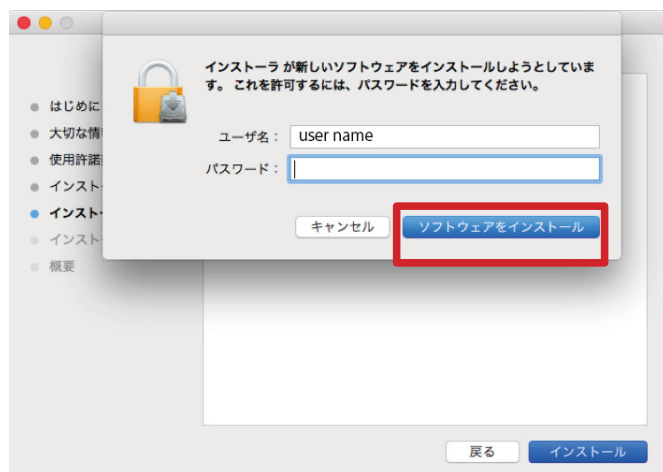 インストーラ が新しいソフトウェアをインストールしようとしていま
す。 これを許可するには、パスワードを入力してください。
ユーザ名： user name
パスワード：
キャンセル ソフトウェアをインストール
はじめに
大切な情
使用許諾
インスト
インスト
インスト
概要
戻る インストール